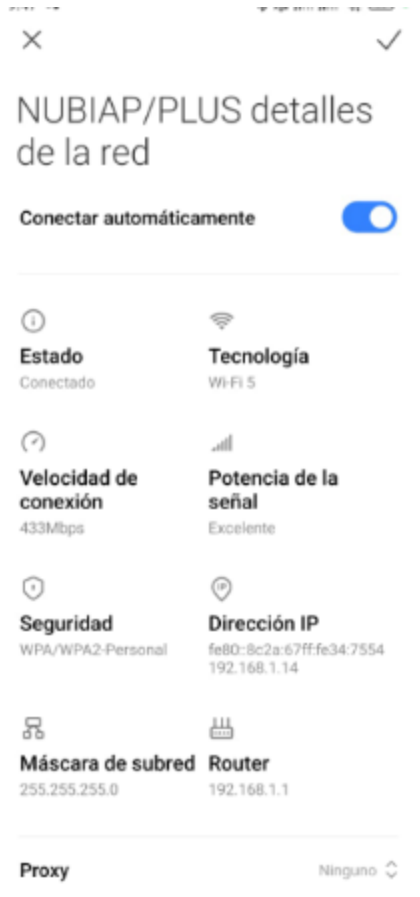 NUBIAP/PLUS detalles
de la red
Conectar automáticamente
Estado
Conectado
Tecnología
Wi-Fi 5
Velocidad de
conexión
433Mbps
Potencia de la
señal
Excelente
Seguridad
WPA/WPA2-Personal
Dirección IP
fe80::8c2a:67ff:fe34:7554
192.168.1.14
Máscara de subred
255.255.255.0
Router
192.168.1.1
Proxy
Ninguno